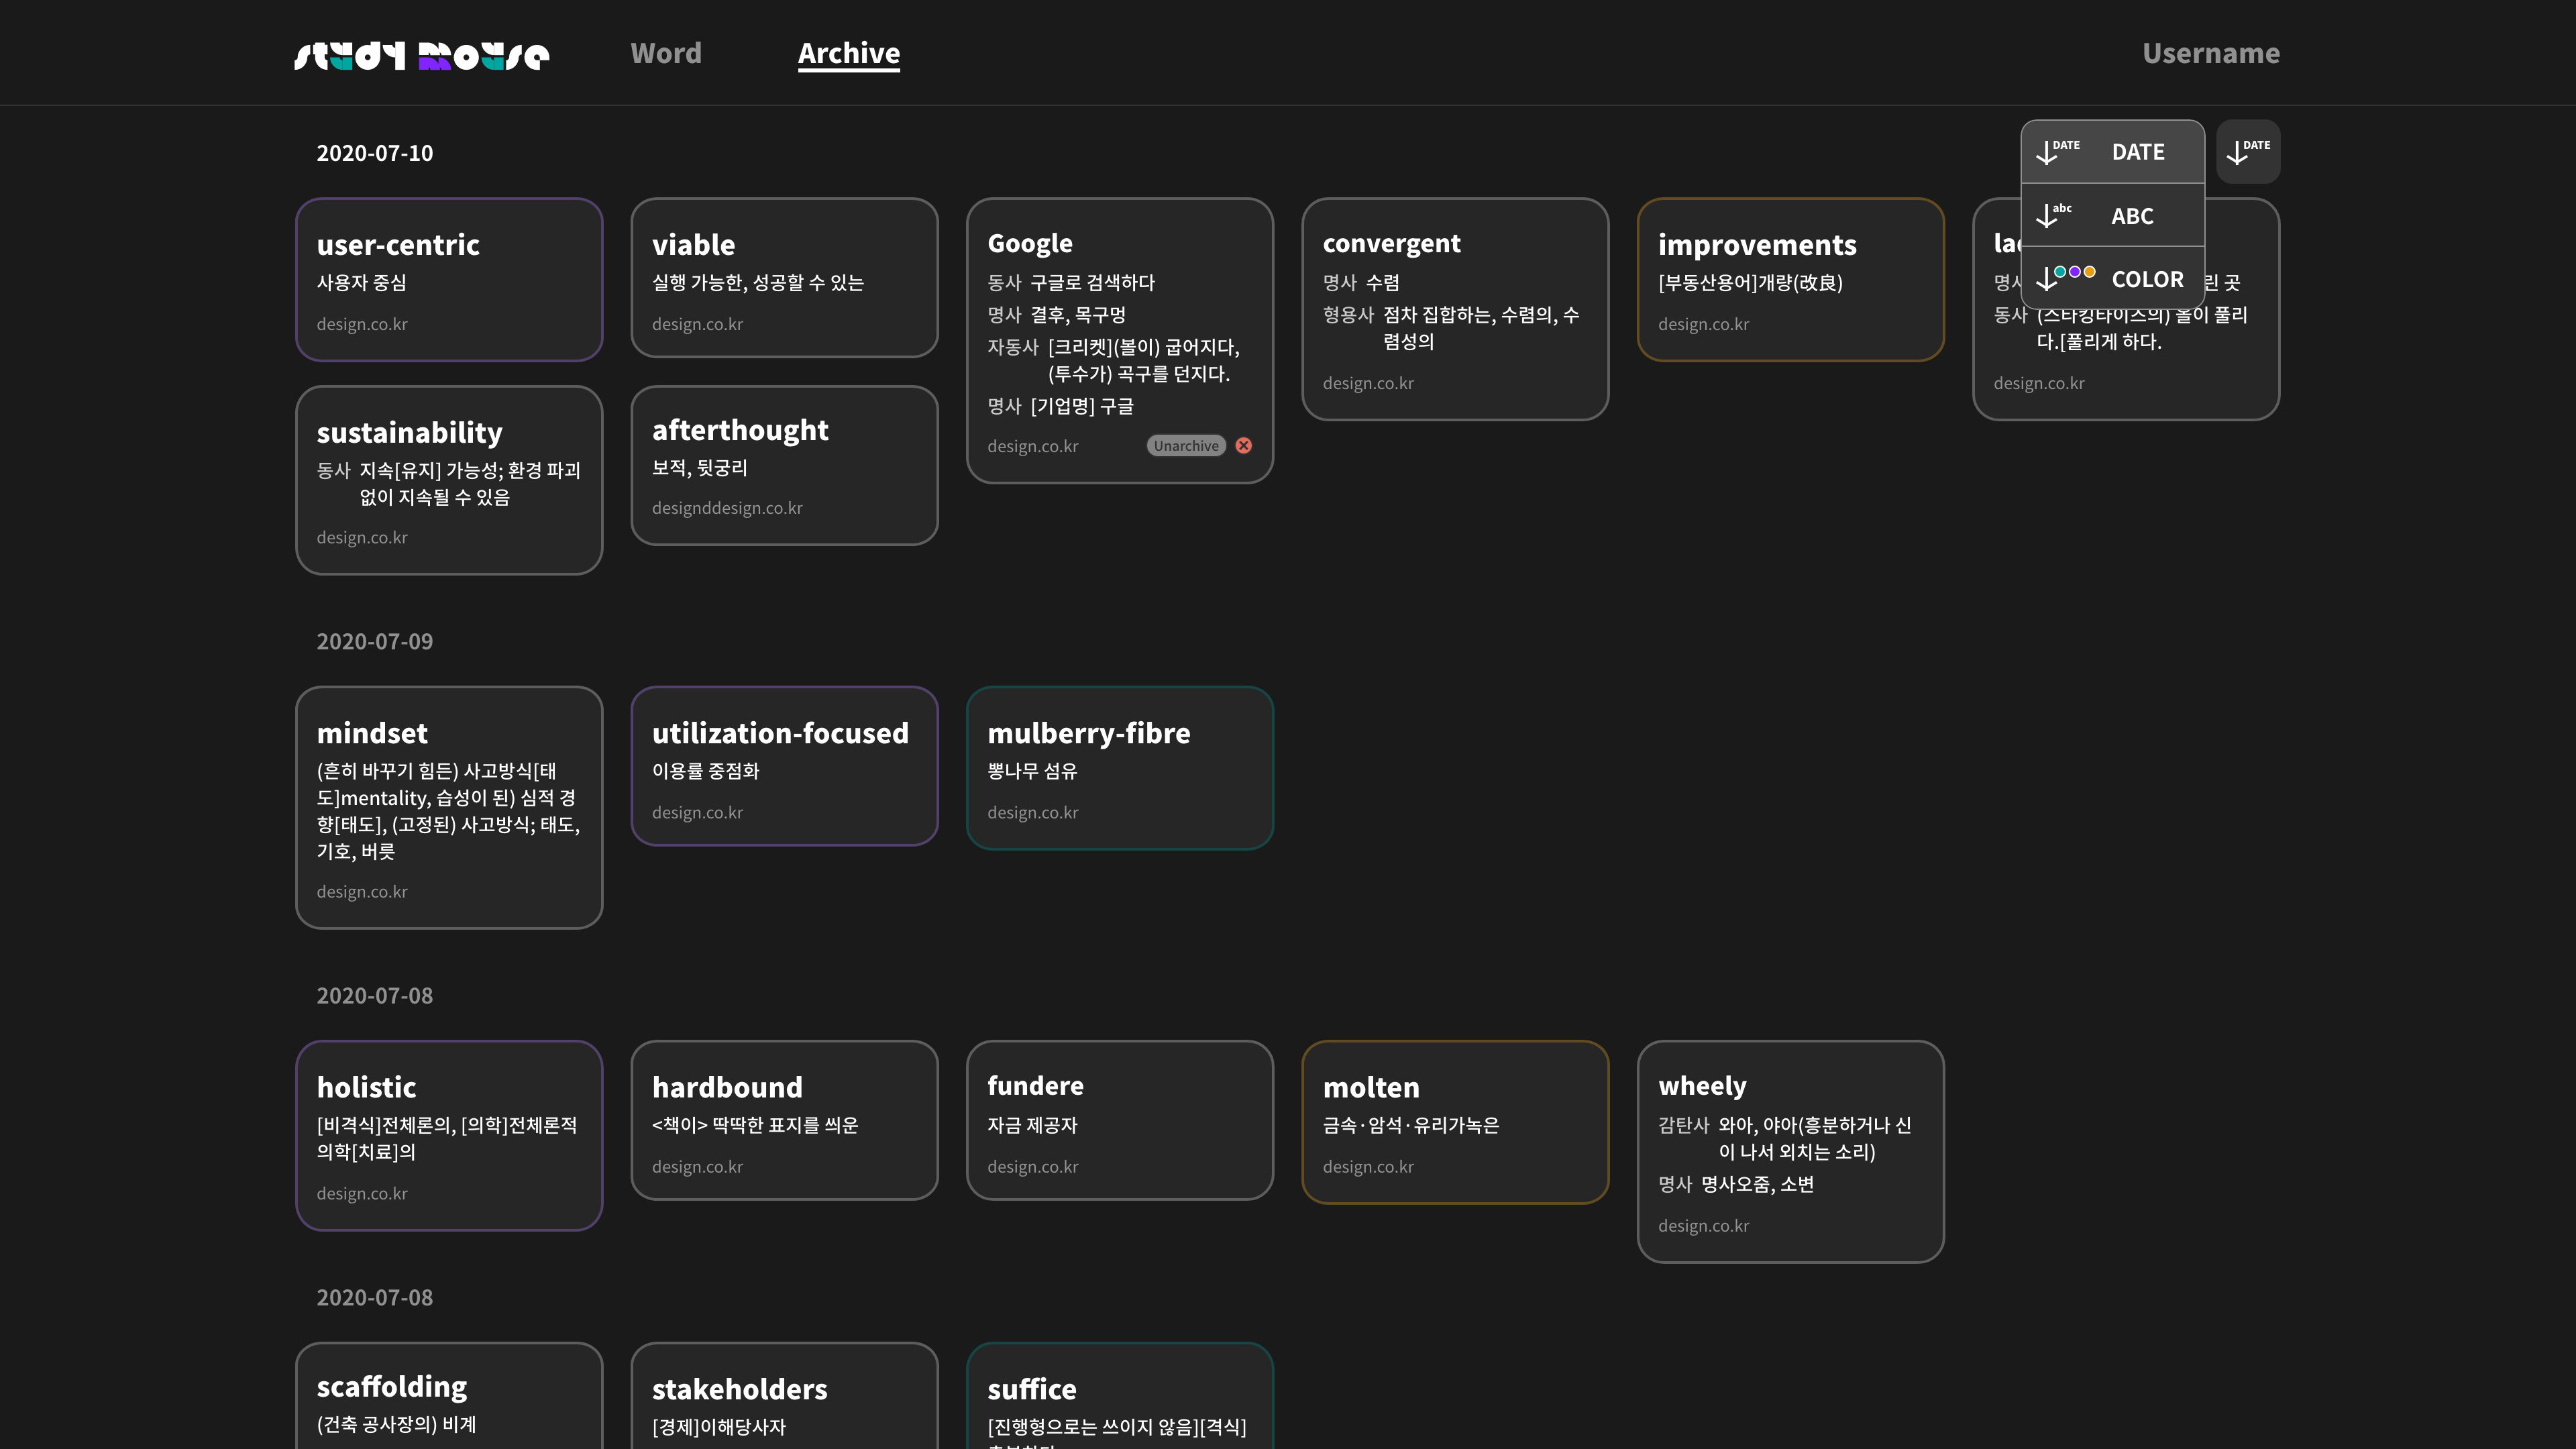 study mouse
Word
Archive
Username
2020-07-10
DATE
DATE
DATE
DATE
abc
ABC
COLOR
user-centric
사용자 중심
design.co.kr
viable
실행 가능한, 성공할 수 있는
design.co.kr
Google
동사 구글로 검색하다
명사 결후, 목구멍
자동사 [크리켓](볼이) 굽어지다,
(투수가) 곡구를 던지다.
명사 [기업명] 구글
design.co.kr
Unarchive
convergent
명사 수렴
형용사 점차 집합하는, 수렴의, 수
렴성의
design.co.kr
improvements
[부동산용어]개량(改良)
design.co.kr
명사
린 곳
동사 (스타킹타이츠의) 올이 풀리
다.[풀리게 하다.
design.co.kr
sustainability
동사 지속[유지] 가능성; 환경 파괴
없이 지속될 수 있음
design.co.kr
afterthought
보적, 뒷궁리
designddesign.co.kr
2020-07-09
mindset
(흔히 바꾸기 힘든) 사고방식[태
도]mentality, 습성이 된) 심적 경
향[태도], (고정된) 사고방식; 태도,
기호, 버릇
design.co.kr
utilization-focused
이용률 중점화
design.co.kr
mulberry-fibre
뽕나무 섬유
design.co.kr
2020-07-08
holistic
[비격식]전체론의, [의학]전체론적
의학[치료]의
design.co.kr
hardbound
<책이> 딱딱한 표지를 씌운
design.co.kr
fundere
자금 제공자
design.co.kr
molten
금속·암석·유리가녹은
design.co.kr
wheely
감탄사 와아, 야아(흥분하거나 신
이 나서 외치는 소리)
명사 명사오줌, 소변
design.co.kr
2020-07-08
scaffolding
(건축 공사장의) 비계
stakeholders
[경제]이해당사자
suffice
[진행형으로는 쓰이지 않음][격식]